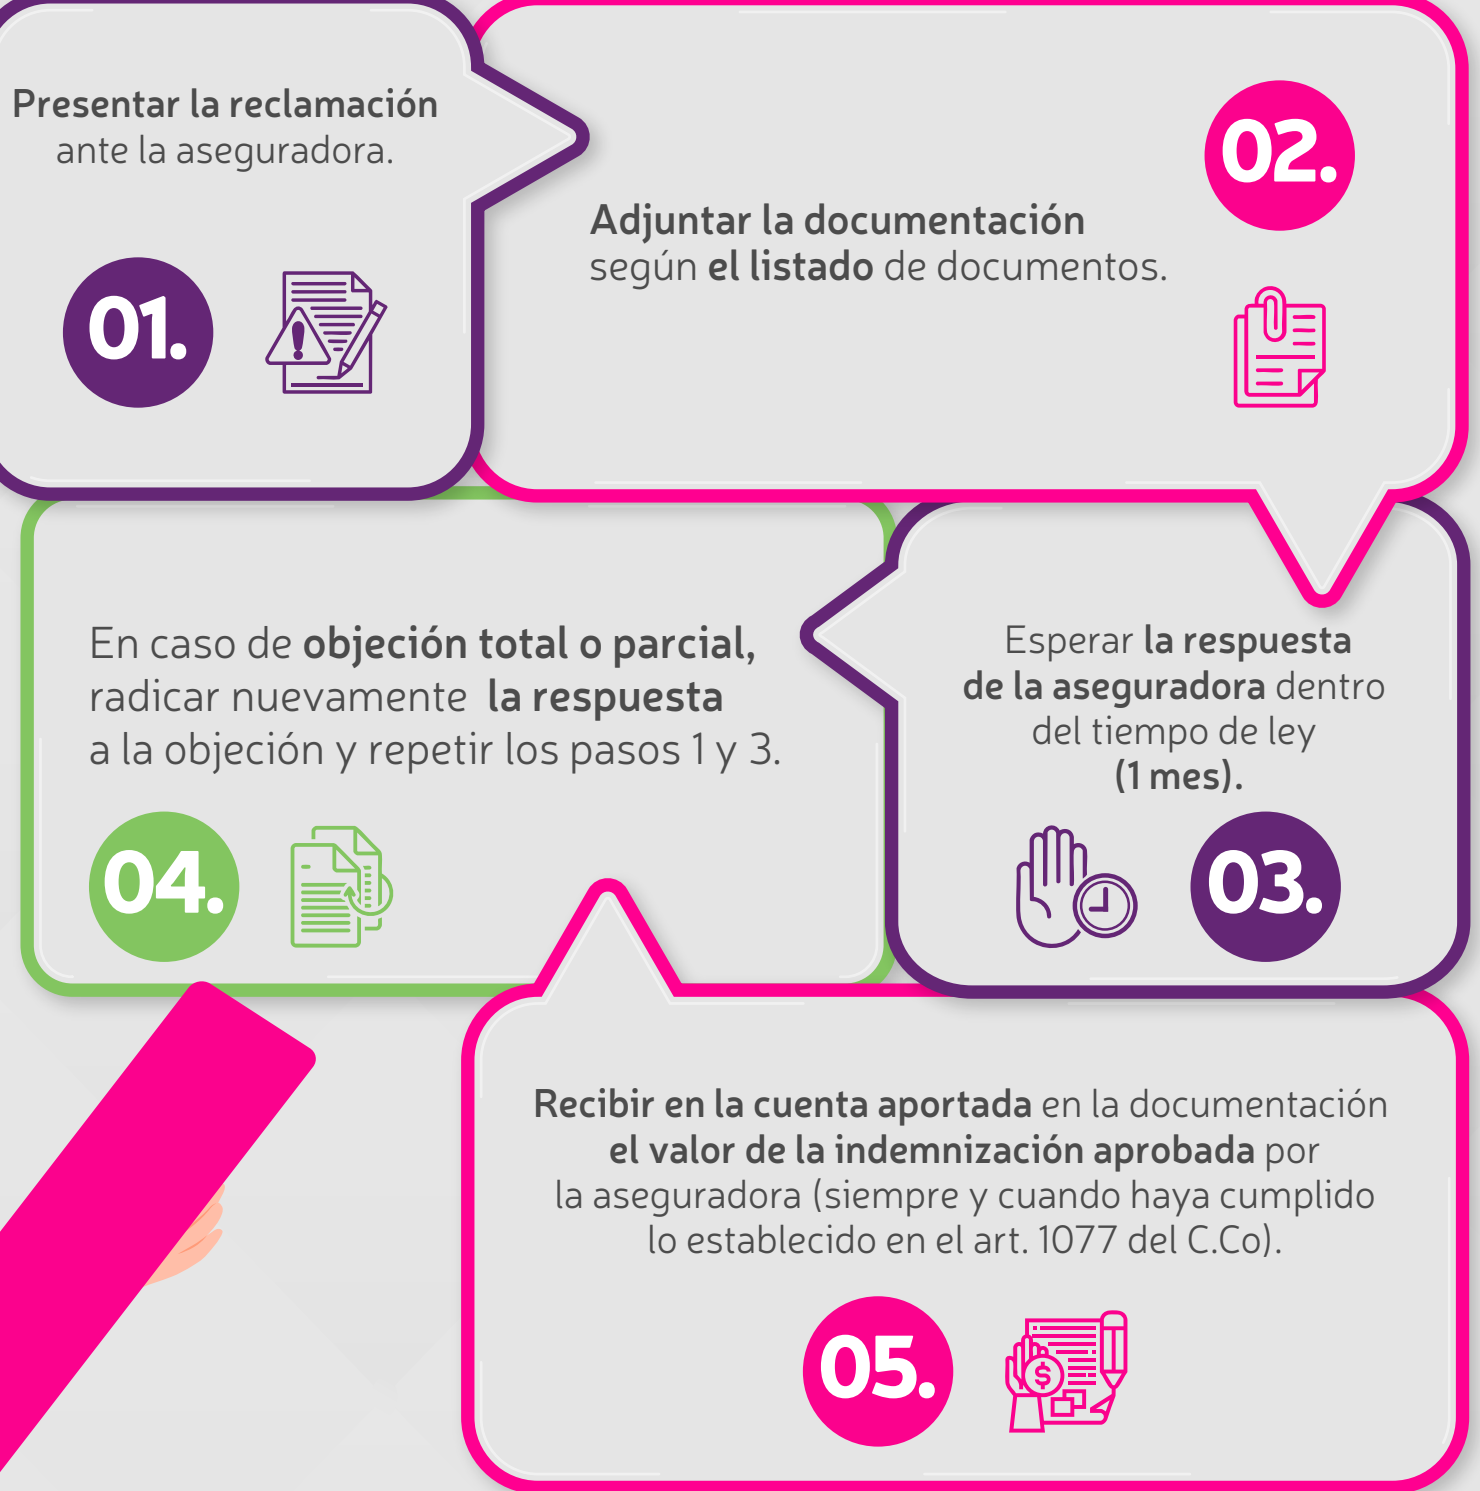 Presentar la reclamación
ante la aseguradora.
01.
02.
Adjuntar la documentación
según el listado de documentos.
Esperar la respuesta
de la aseguradora dentro
del tiempo de ley
(1 mes).
03.
En caso de objeción total o parcial,
radicar nuevamente la respuesta
a la objeción y repetir los pasos 1 y 3.
04.
Recibir en la cuenta aportada en la documentación
el valor de la indemnización aprobada por
la aseguradora (siempre y cuando haya cumplido
lo establecido en el art. 1077 del C.Co).
05.
$